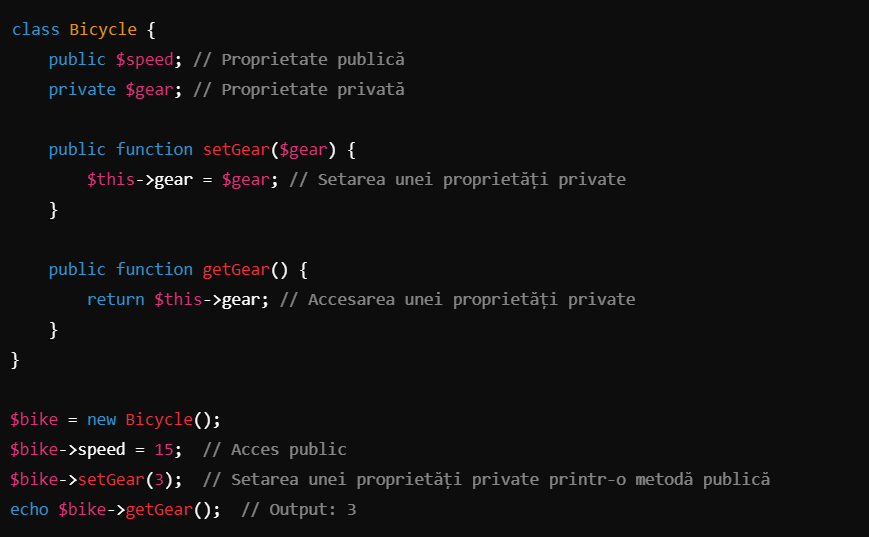 class Bicycle {
    public $speed; // Proprietate publică
    private $gear; // Proprietate privată

    public function setGear($gear) {
        $this->gear = $gear; // Setarea unei proprietăți private
    }

    public function getGear() {
        return $this->gear; // Accesarea unei proprietăți private
    }
}

$bike = new Bicycle();
$bike->speed = 15;  // Acces public
$bike->setGear(3);  // Setarea unei proprietăți private printr-o metodă publică
echo $bike->getGear();  // Output: 3